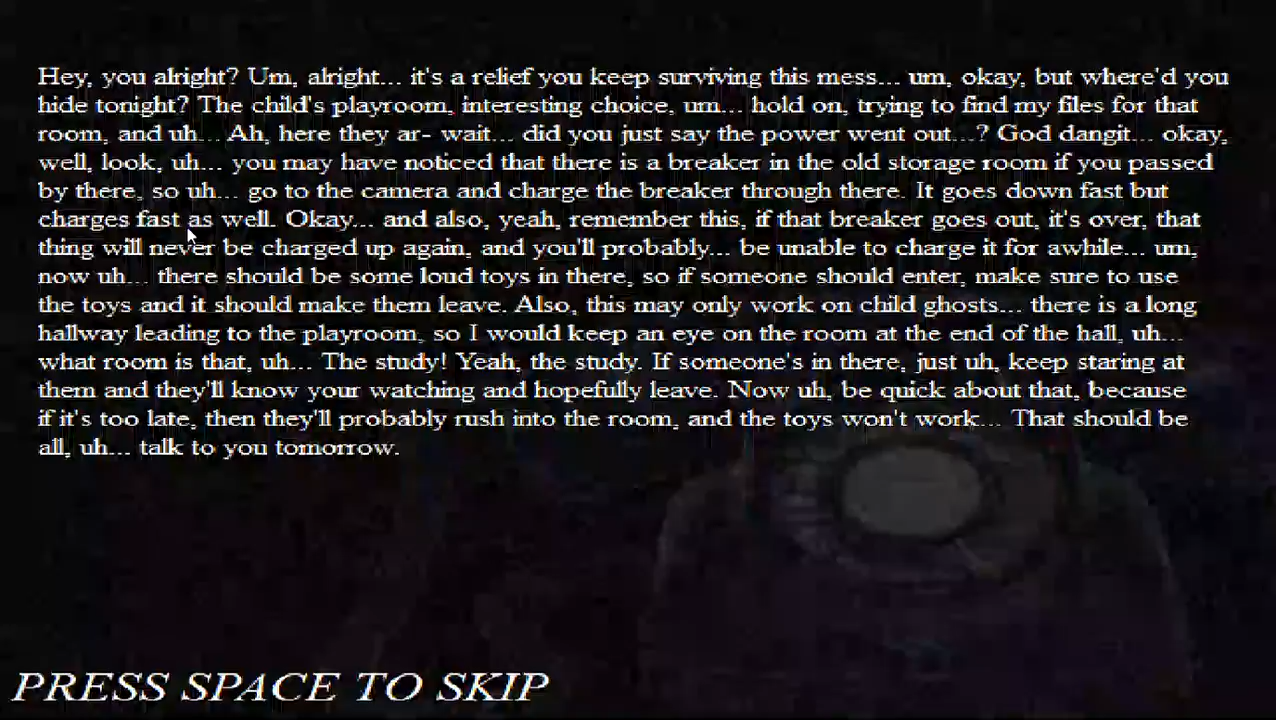 Hey, you alright? Um, alright... it's a relief you keep surviving this mess... um, okay, but where'd you
hide tonight? The child's playroom, interesting choice, um... hold on, trying to find my files for that
room, and uh... Ah, here they ar- wait... did you just say the power went out...? God dangit... okay,
well, look, uh... you may have noticed that there is a breaker in the old storage room if you passed
by there, so uh... go to the camera and charge the breaker through there. It goes down fast but
charges fast as well. Okay... and also, yeah, remember this, if that breaker goes out, it's over, that
thing will never be charged up again, and you'll probably... be unable to charge it for awhile... um,
now uh... there should be some loud toys in there, so if someone should enter, make sure to use
the toys and it should make them leave. Also, this may only work on child ghosts... there is a long
hallway leading to the playroom, so I would keep an eye on the room at the end of the hall, uh...
what room is that, uh... The study! Yeah, the study. If someone's in there, just uh, keep staring at
them and they'll know your watching and hopefully leave. Now uh, be quick about that, because
if it's too late, then they'll probably rush into the room, and the toys won't work... That should be
all, uh... talk to you tomorrow.
PRESS SPACE TO SKIP